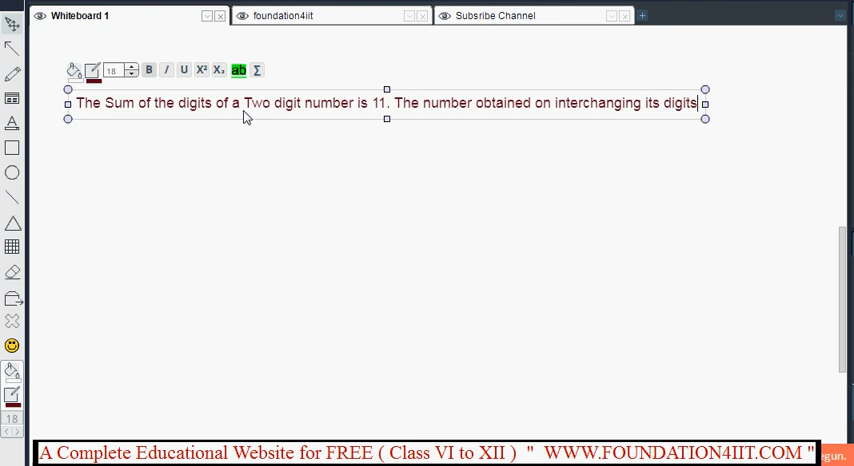 Whiteboard 1
foundation4iit
Subsribe Channel
18
B I U X² X₂ ab Σ
The Sum of the digits of a Two digit number is 11. The number obtained on interchanging its digits
18
A Complete Educational Website for FREE ( Class VI to XII ) " WWW.FOUNDATION4IIT.COM "
egun.